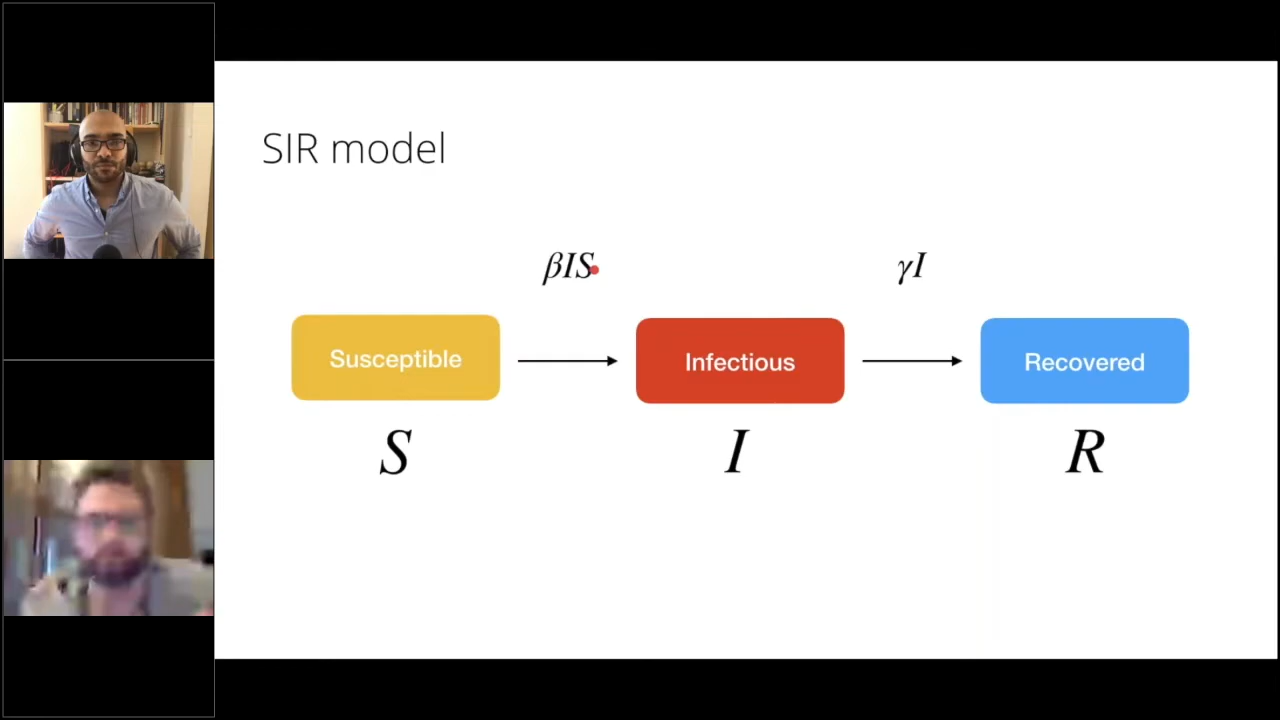 SIR model
βIS
γI
Susceptible
Infectious
Recovered
S
I
R